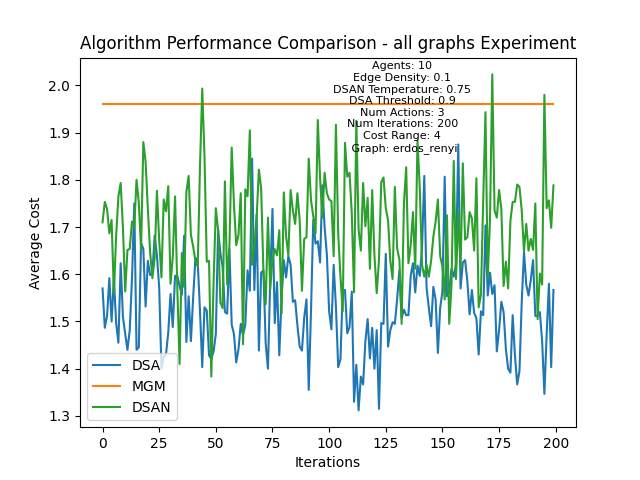 Algorithm Performance Comparison - all graphs Experiment
Agents: 10
Edge Density: 0.1
DSAN Temperature: 0.75
DSA Threshold: 0.9
Num Actions: 3
Num Iterations: 200
Cost Range: 4
Graph: erdos_renyi
Average Cost
2.0
1.9
1.8
1.7
1.6
1.5
1.4
1.3
DSA
MGM
DSAN
0 25 50 75 100 125 150 175 200
Iterations